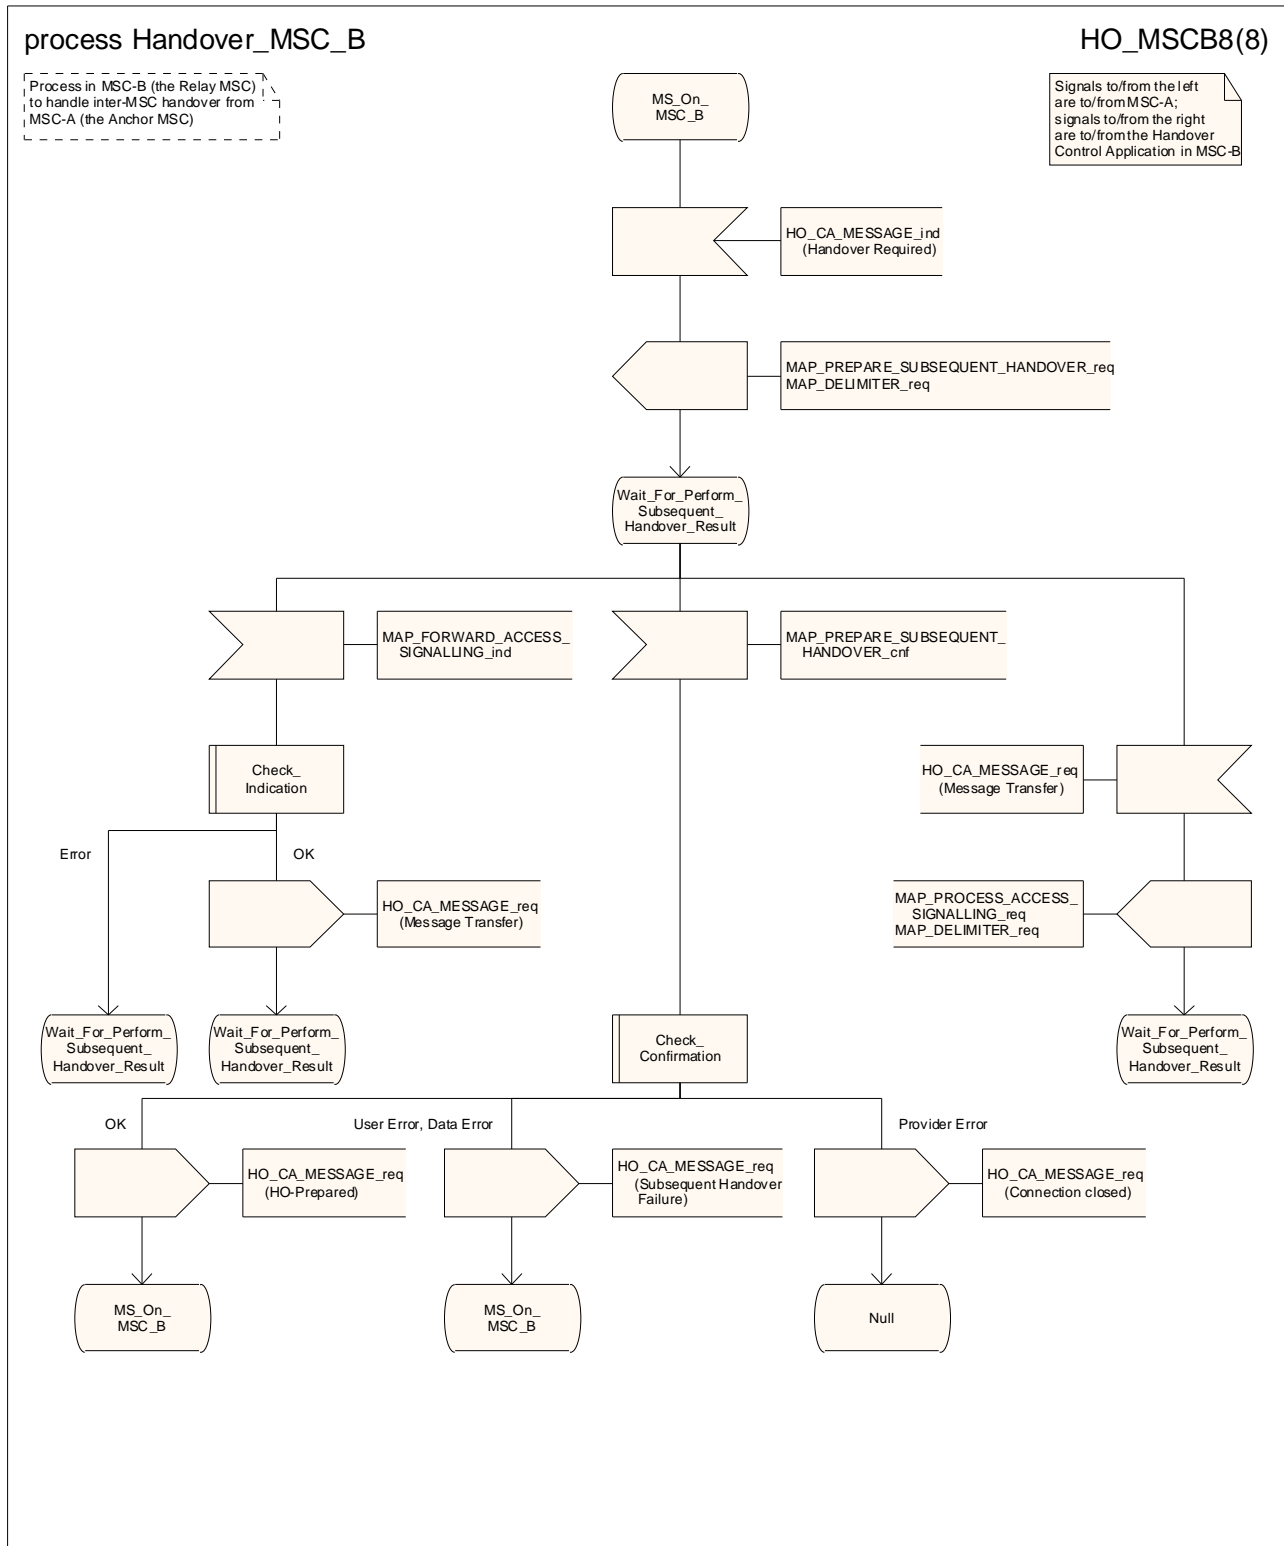 process Handover_MSC_B
HO_MSCB8(8)
Process in MSC-B (the Relay MSC)
to handle inter-MSC handover from
MSC-A (the Anchor MSC)
MS_On_
MSC_B
Signals to/from the left
are to/from MSC-A;
signals to/from the right
are to/from the Handover
Control Application in MSC-B
HO_CA_MESSAGE_ind
(Handover Required)
MAP_PREPARE_SUBSEQUENT_HANDOVER_req
MAP_DELIMITER_req
Wait_For_Perform_
Subsequent_
Handover_Result
MAP_FORWARD_ACCESS_
SIGNALLING_ind
MAP_PREPARE_SUBSEQUENT_
HANDOVER_cnf
Check_
Indication
HO_CA_MESSAGE_req
(Message Transfer)
Error
OK
HO_CA_MESSAGE_req
(Message Transfer)
MAP_PROCESS_ACCESS_
SIGNALLING_req
MAP_DELIMITER_req
Wait_For_Perform_
Subsequent_
Handover_Result
Wait_For_Perform_
Subsequent_
Handover_Result
Check_
Confirmation
Wait_For_Perform_
Subsequent_
Handover_Result
OK
User Error, Data Error
Provider Error
HO_CA_MESSAGE_req
(HO-Prepared)
HO_CA_MESSAGE_req
(Subsequent Handover
Failure)
HO_CA_MESSAGE_req
(Connection closed)
MS_On_
MSC_B
MS_On_
MSC_B
Null